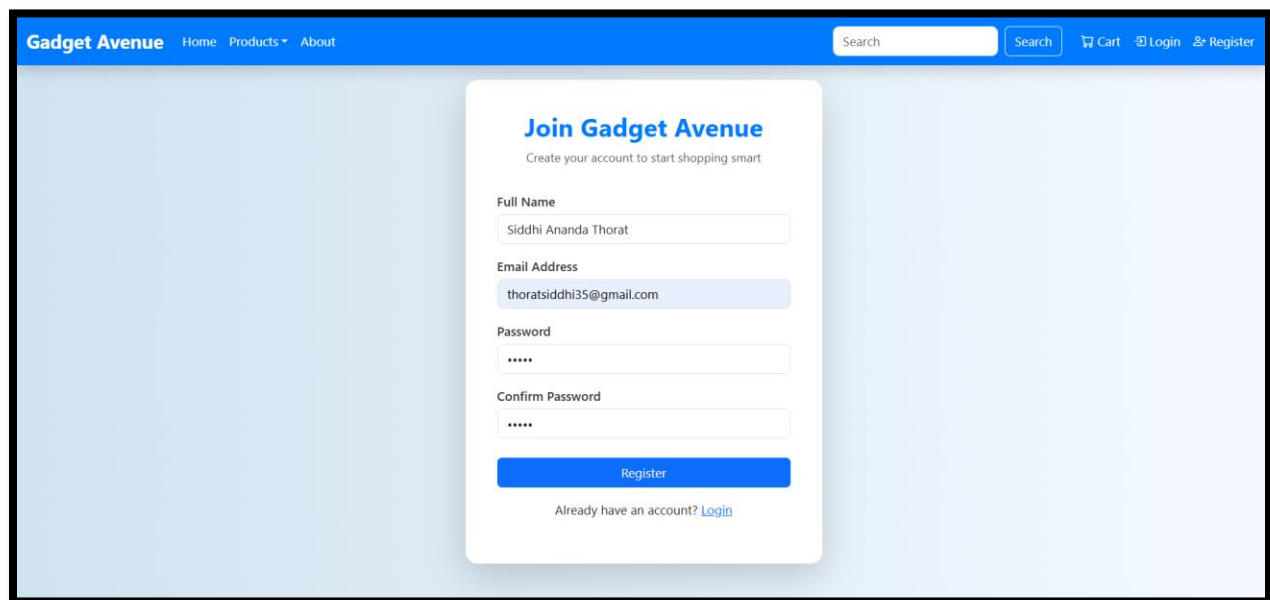 Gadget Avenue Home Products About Search Search Cart Login Register
Join Gadget Avenue
Create your account to start shopping smart
Full Name
Siddhi Ananda Thorat
Email Address
thoratsiddhi35@gmail.com
Password
•••••
Confirm Password
•••••
Register
Already have an account? Login